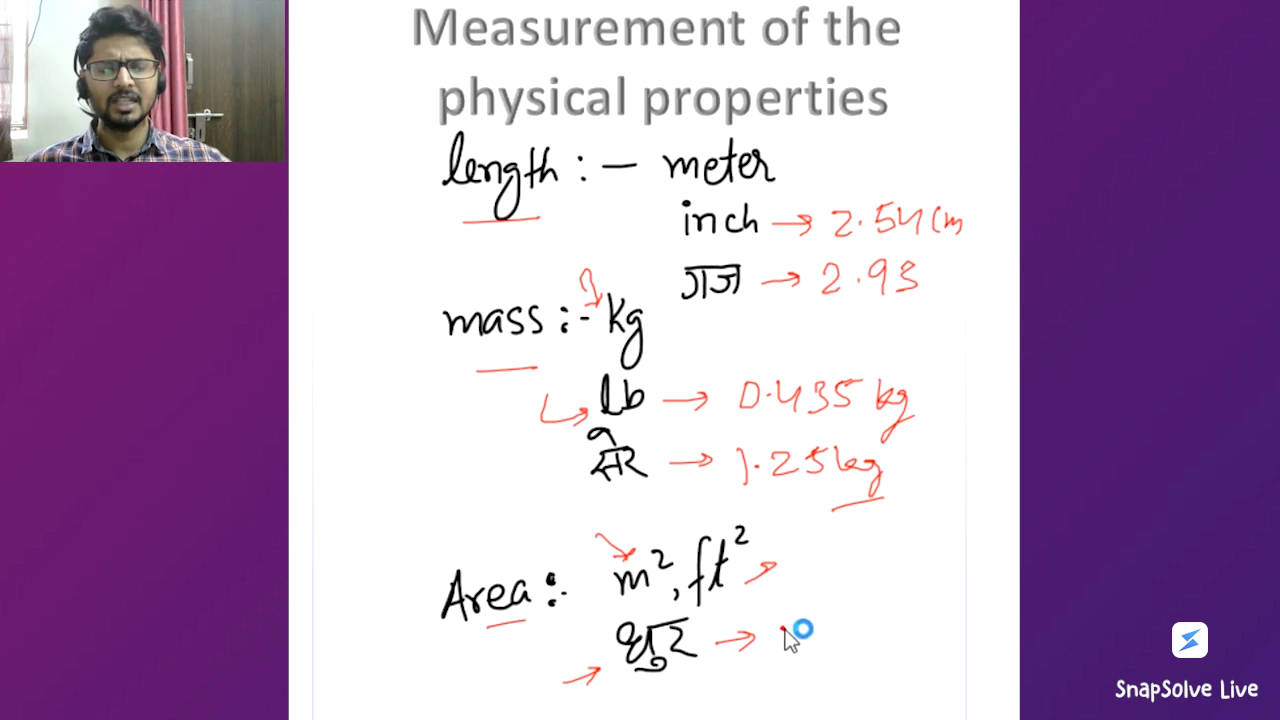 Measurement of the
physical properties
length :- meter
inch → 2.54 cm
गज → 2.93
mass :- kg
lb → 0.435 kg
सेर → 1.25 kg
Area :- m², ft² →
धुर →
SnapSolve Live